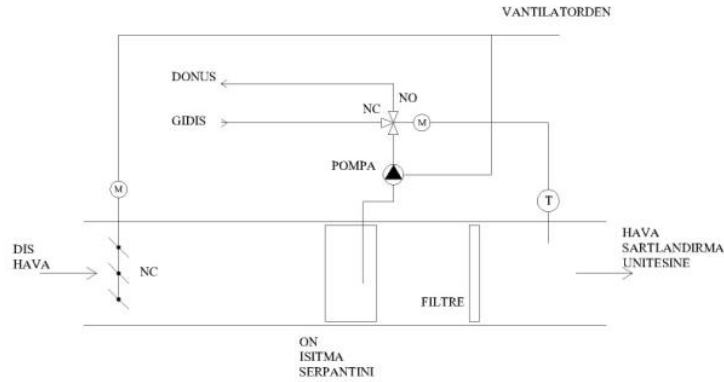 VANTILATORDEN
DONUS
NO
NC
GIDIS
M
POMPA
M
T
DIS
HAVA
NC
FILTRE
HAVA
SARTLANDIRMA
UNITESINE
ON
ISITMA
SERPANTINI